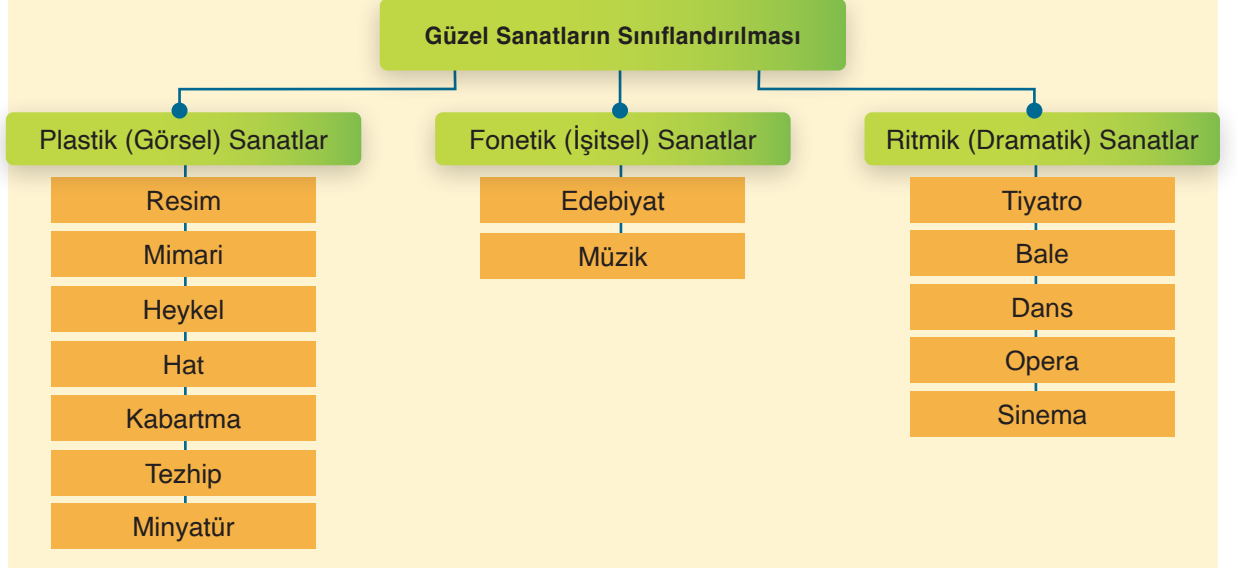 Güzel Sanatların Sınıflandırılması
Plastik (Görsel) Sanatlar
Resim
Mimari
Heykel
Hat
Kabartma
Tezhip
Minyatür
Fonetik (İşitsel) Sanatlar
Edebiyat
Müzik
Ritmik (Dramatik) Sanatlar
Tiyatro
Bale
Dans
Opera
Sinema